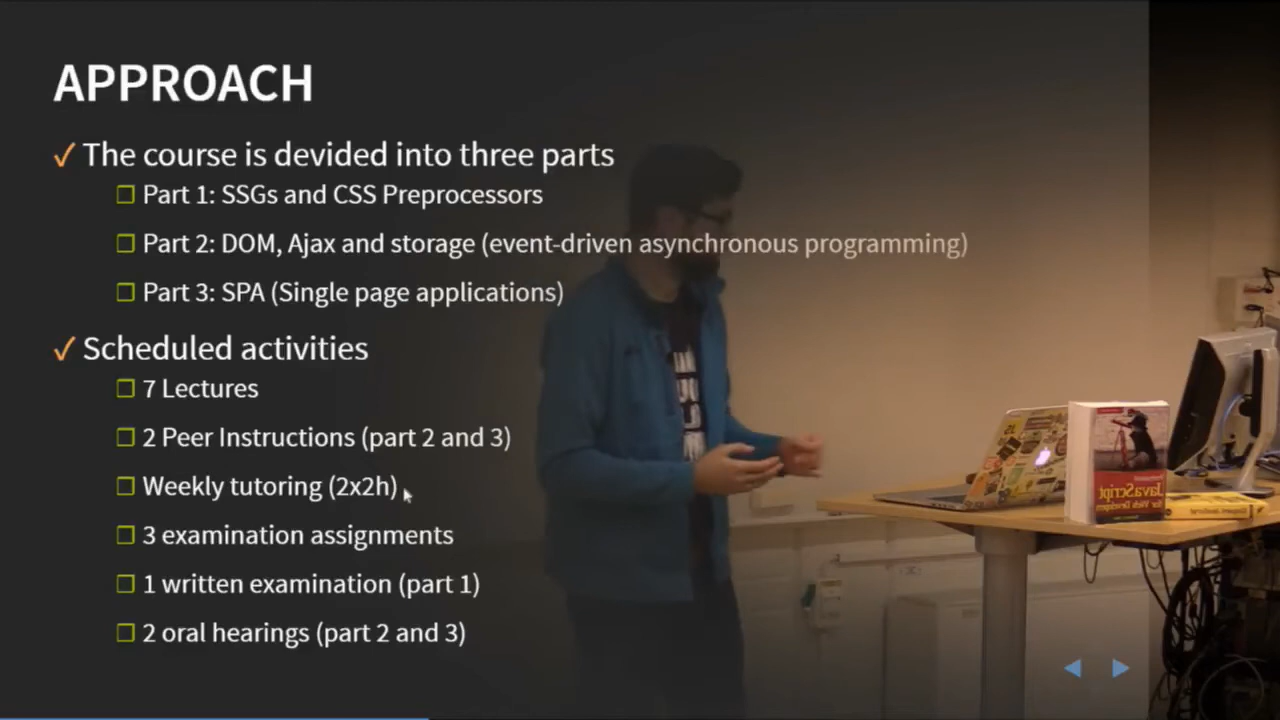 APPROACH
✓ The course is devided into three parts
❐ Part 1: SSGs and CSS Preprocessors
❐ Part 2: DOM, Ajax and storage (event-driven asynchronous programming)
❐ Part 3: SPA (Single page applications)
✓ Scheduled activities
❐ 7 Lectures
❐ 2 Peer Instructions (part 2 and 3)
❐ Weekly tutoring (2x2h)
❐ 3 examination assignments
❐ 1 written examination (part 1)
❐ 2 oral hearings (part 2 and 3)
JavaScript
for Web Developers